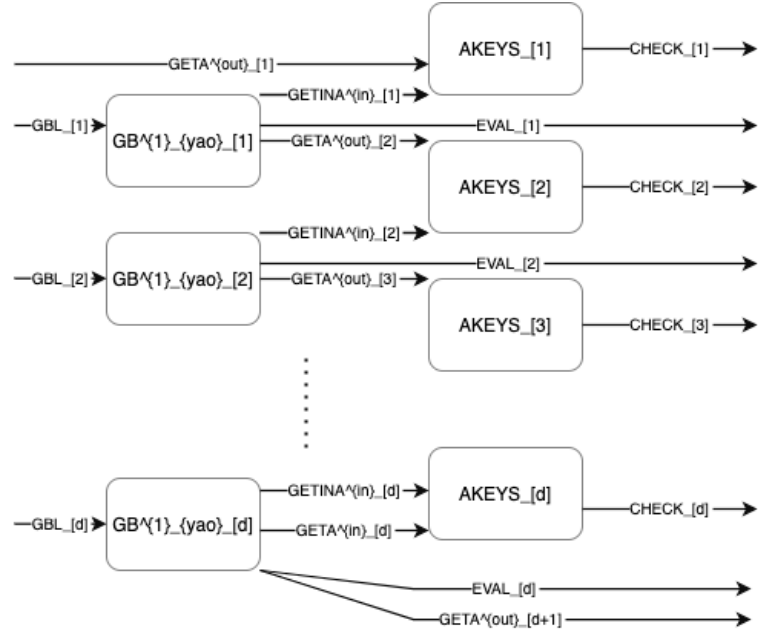 AKEYS_[1]
CHECK_[1]
GETA^{out}_[1]
GETINA^{in}_[1]
GBL_[1]
GB^{1}_{yao}_[1]
EVAL_[1]
GETA^{out}_[2]
AKEYS_[2]
CHECK_[2]
GETINA^{in}_[2]
GBL_[2]
GB^{1}_{yao}_[2]
EVAL_[2]
GETA^{out}_[3]
AKEYS_[3]
CHECK_[3]
GETINA^{in}_[d]
AKEYS_[d]
CHECK_[d]
GBL_[d]
GB^{1}_{yao}_[d]
GETA^{in}_[d]
EVAL_[d]
GETA^{out}_[d+1]